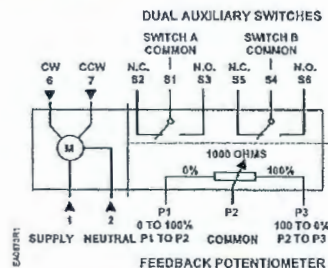 DUAL AUXILIARY SWITCHES
SWITCH A SWITCH B
COMMON COMMON
CW CCW N.C. N.O. N.C. N.O.
6 7 S2 S1 S3 S5 S4 S6
M
1000 OHMS
0% 100%
1 2 P1 P2 P3
0 TO 100% 100 TO 0%
SUPPLY NEUTRAL P1 TO P2 COMMON P2 TO P3
FEEDBACK POTENTIOMETER